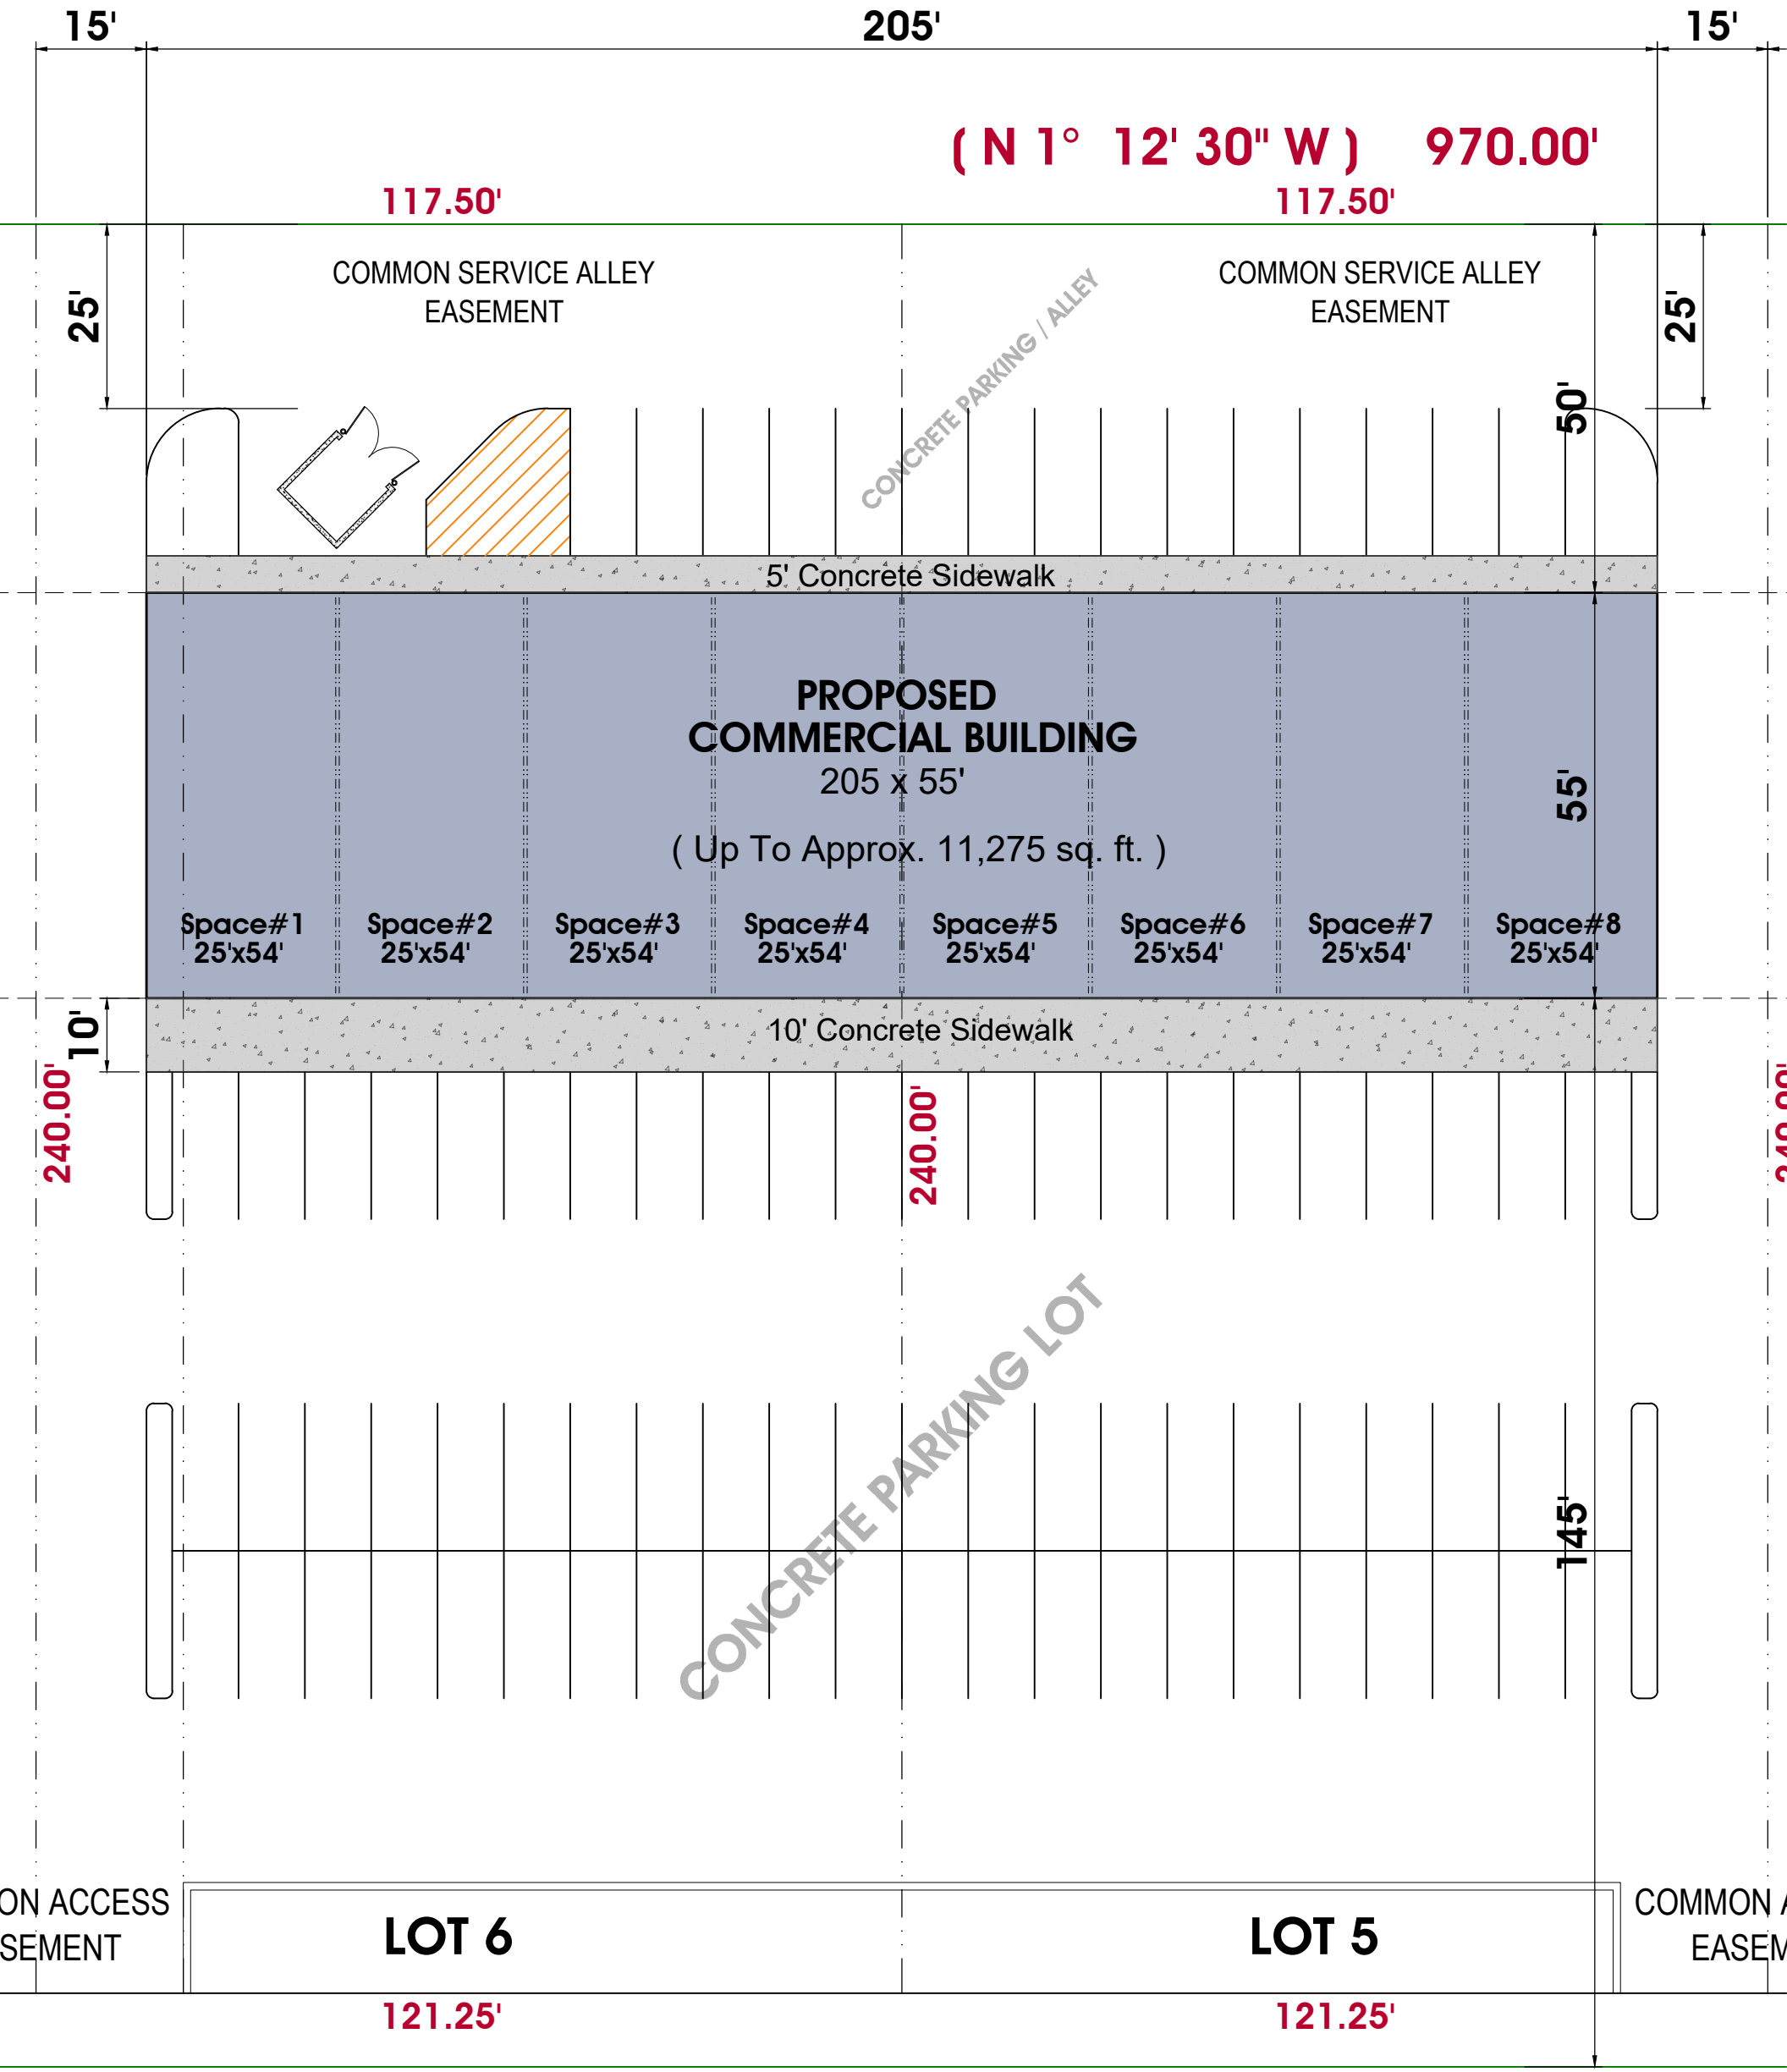 15'
205'
15'
( N 1° 12' 30" W ) 970.00'
117.50'
117.50'
COMMON SERVICE ALLEY
EASEMENT
COMMON SERVICE ALLEY
EASEMENT
25'
25'
CONCRETE PARKING / ALLEY
50'
5' Concrete Sidewalk
PROPOSED
COMMERCIAL BUILDING
205 x 55'
( Up To Approx. 11,275 sq. ft. )
55'
Space#1
25'x54'
Space#2
25'x54'
Space#3
25'x54'
Space#4
25'x54'
Space#5
25'x54'
Space#6
25'x54'
Space#7
25'x54'
Space#8
25'x54'
10'
10' Concrete Sidewalk
240.00'
240.00'
240.00'
CONCRETE PARKING LOT
145'
ON ACCESS
SEMENT
LOT 6
LOT 5
COMMON A
EASEM
121.25'
121.25'